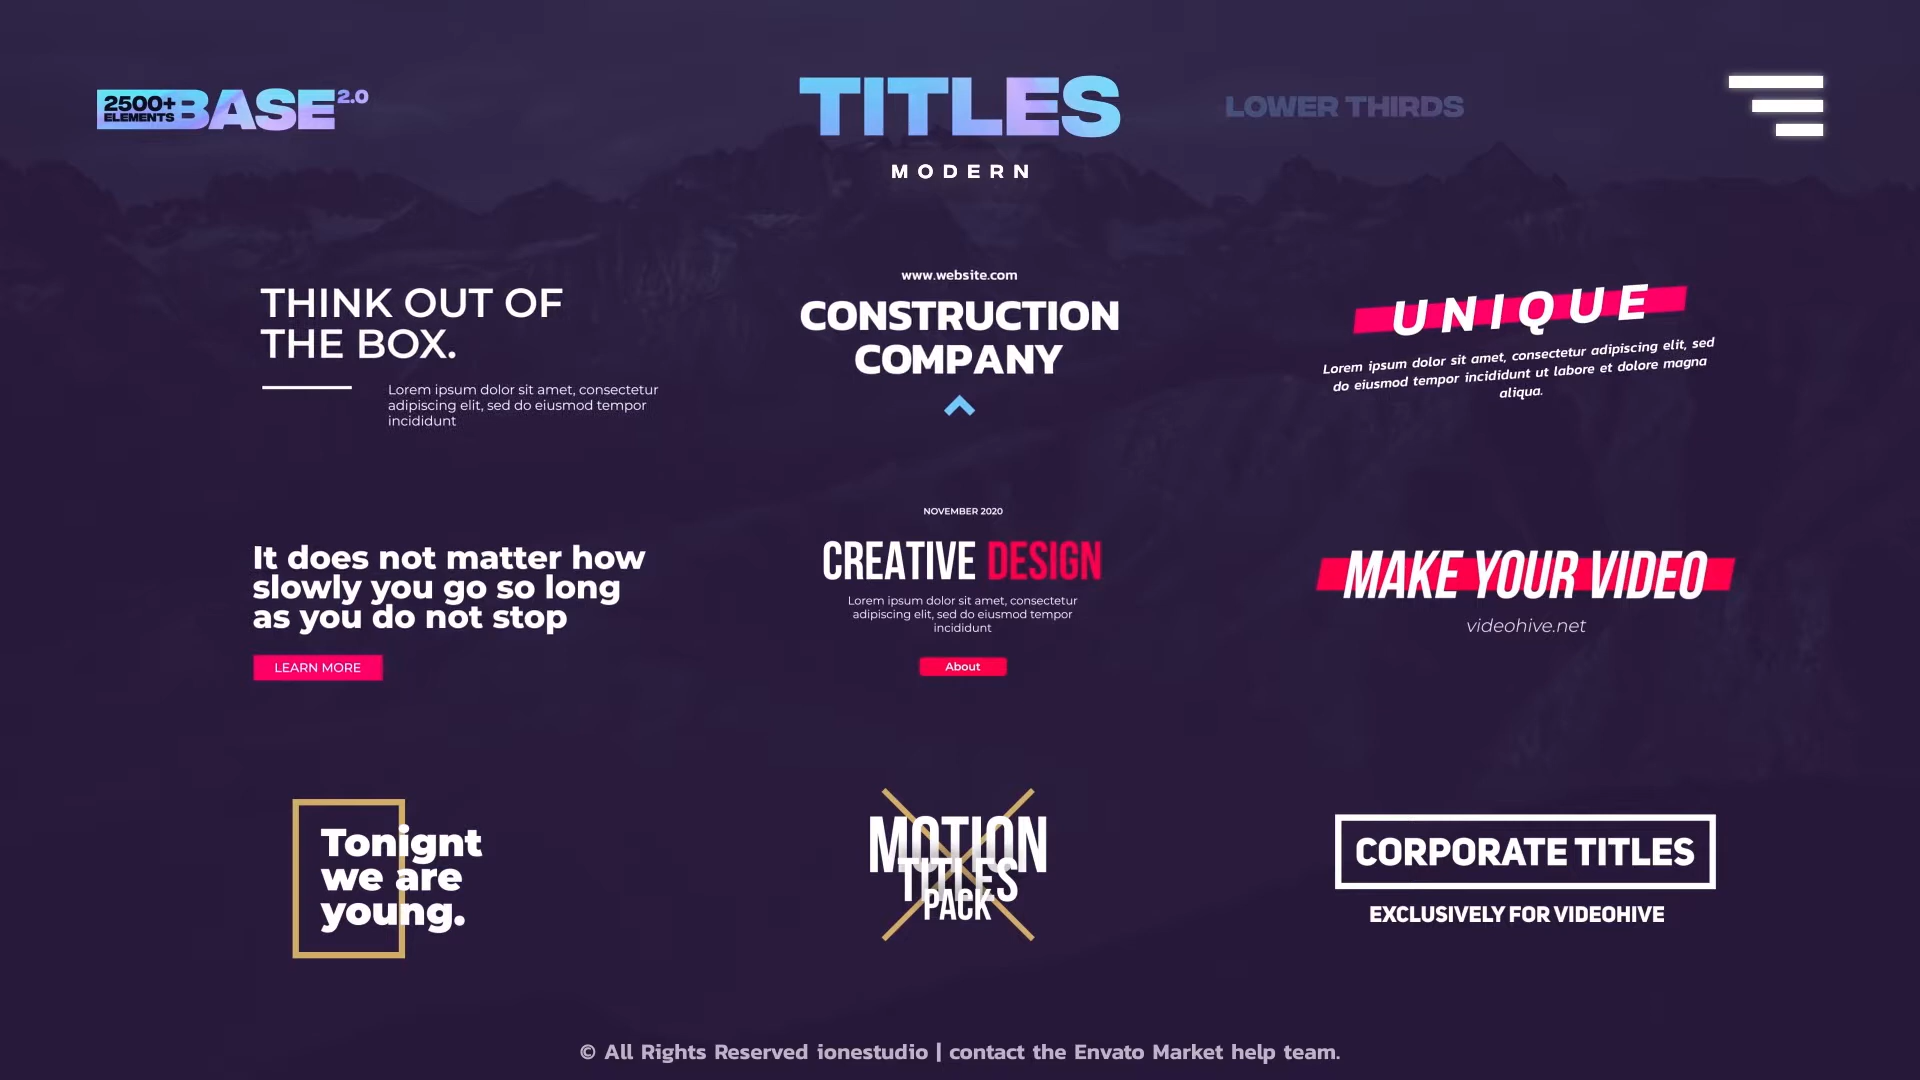 2500+
ELEMENTS
BASE 2.0
TITLES
LOWER THIRDS
MODERN
THINK OUT OF
THE BOX.
Lorem ipsum dolor sit amet, consectetur
adipiscing elit, sed do eiusmod tempor
incididunt
www.website.com
CONSTRUCTION
COMPANY
UNIQUE
Lorem ipsum dolor sit amet, consectetur adipiscing elit, sed
do eiusmod tempor incididunt ut labore et dolore magna
aliqua.
It does not matter how
slowly you go so long
as you do not stop
LEARN MORE
NOVEMBER 2020
CREATIVE DESIGN
Lorem ipsum dolor sit amet, consectetur
adipiscing elit, sed do eiusmod tempor
incididunt
About
MAKE YOUR VIDEO
videohive.net
Tonignt
we are
young.
MOTION
TITLES
PACK
CORPORATE TITLES
EXCLUSIVELY FOR VIDEOHIVE
© All Rights Reserved ionestudio | contact the Envato Market help team.